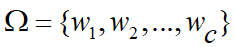 Ω = {w₁, w₂, ..., w_c}